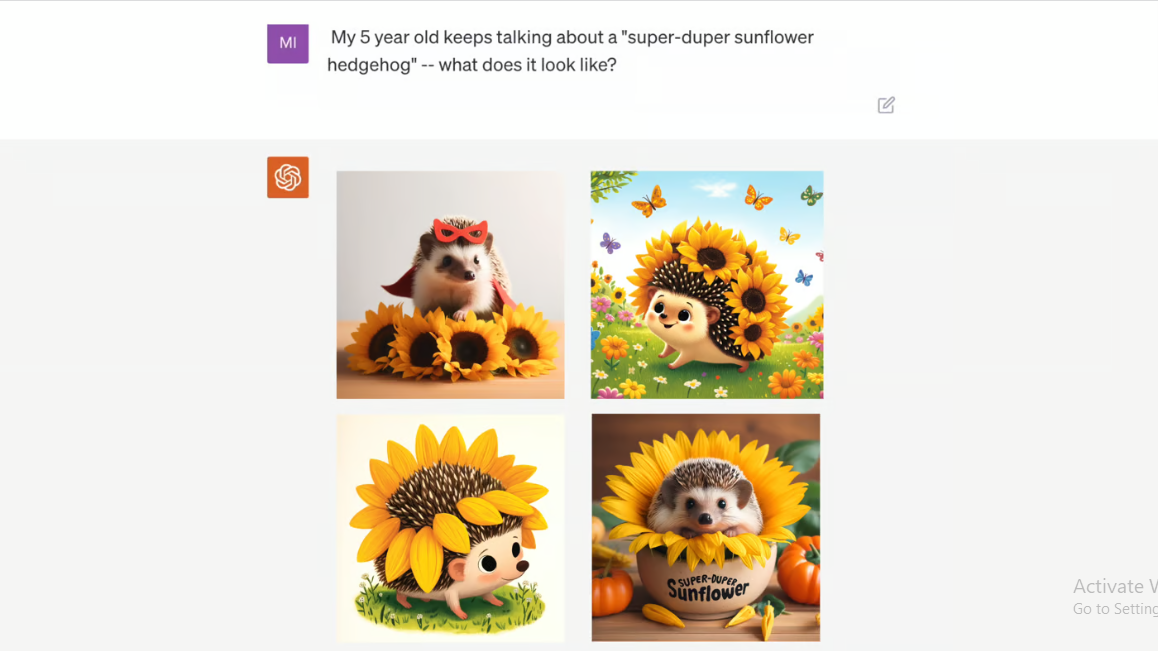 MI
My 5 year old keeps talking about a "super-duper sunflower
hedgehog" -- what does it look like?
SUPER-DUPER
Sunflower
Activate W
Go to Setting